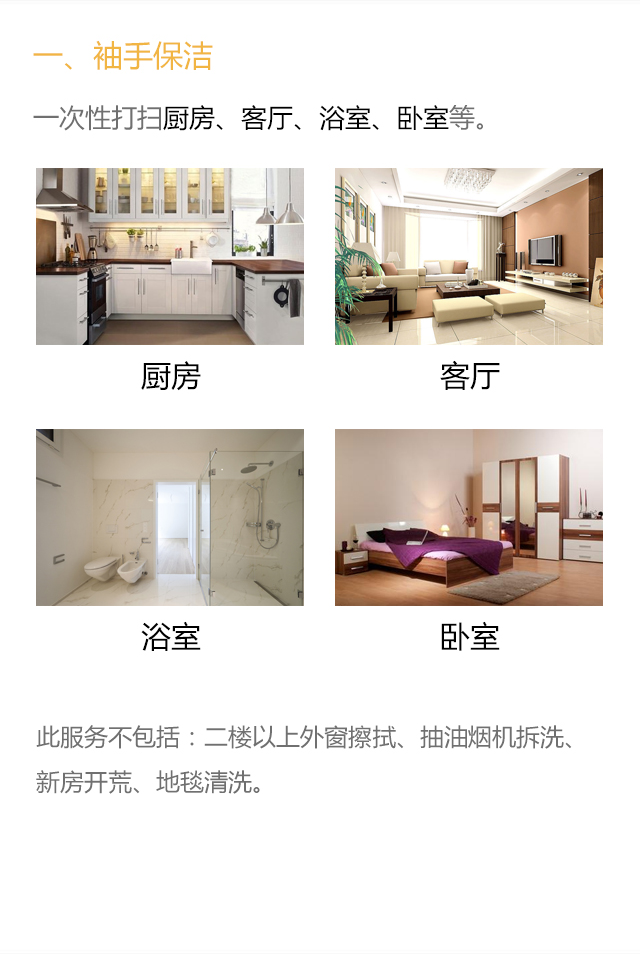 一、袖手保洁
一次性打扫厨房、客厅、浴室、卧室等。
厨房
客厅
浴室
卧室
此服务不包括：二楼以上外窗擦拭、抽油烟机拆洗、
新房开荒、地毯清洗。